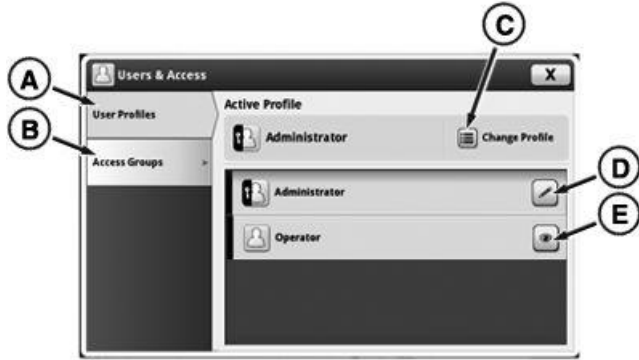 C
A
B
D
E
Users & Access
X
User Profiles
Access Groups
Active Profile
Administrator
Change Profile
Administrator
Operator